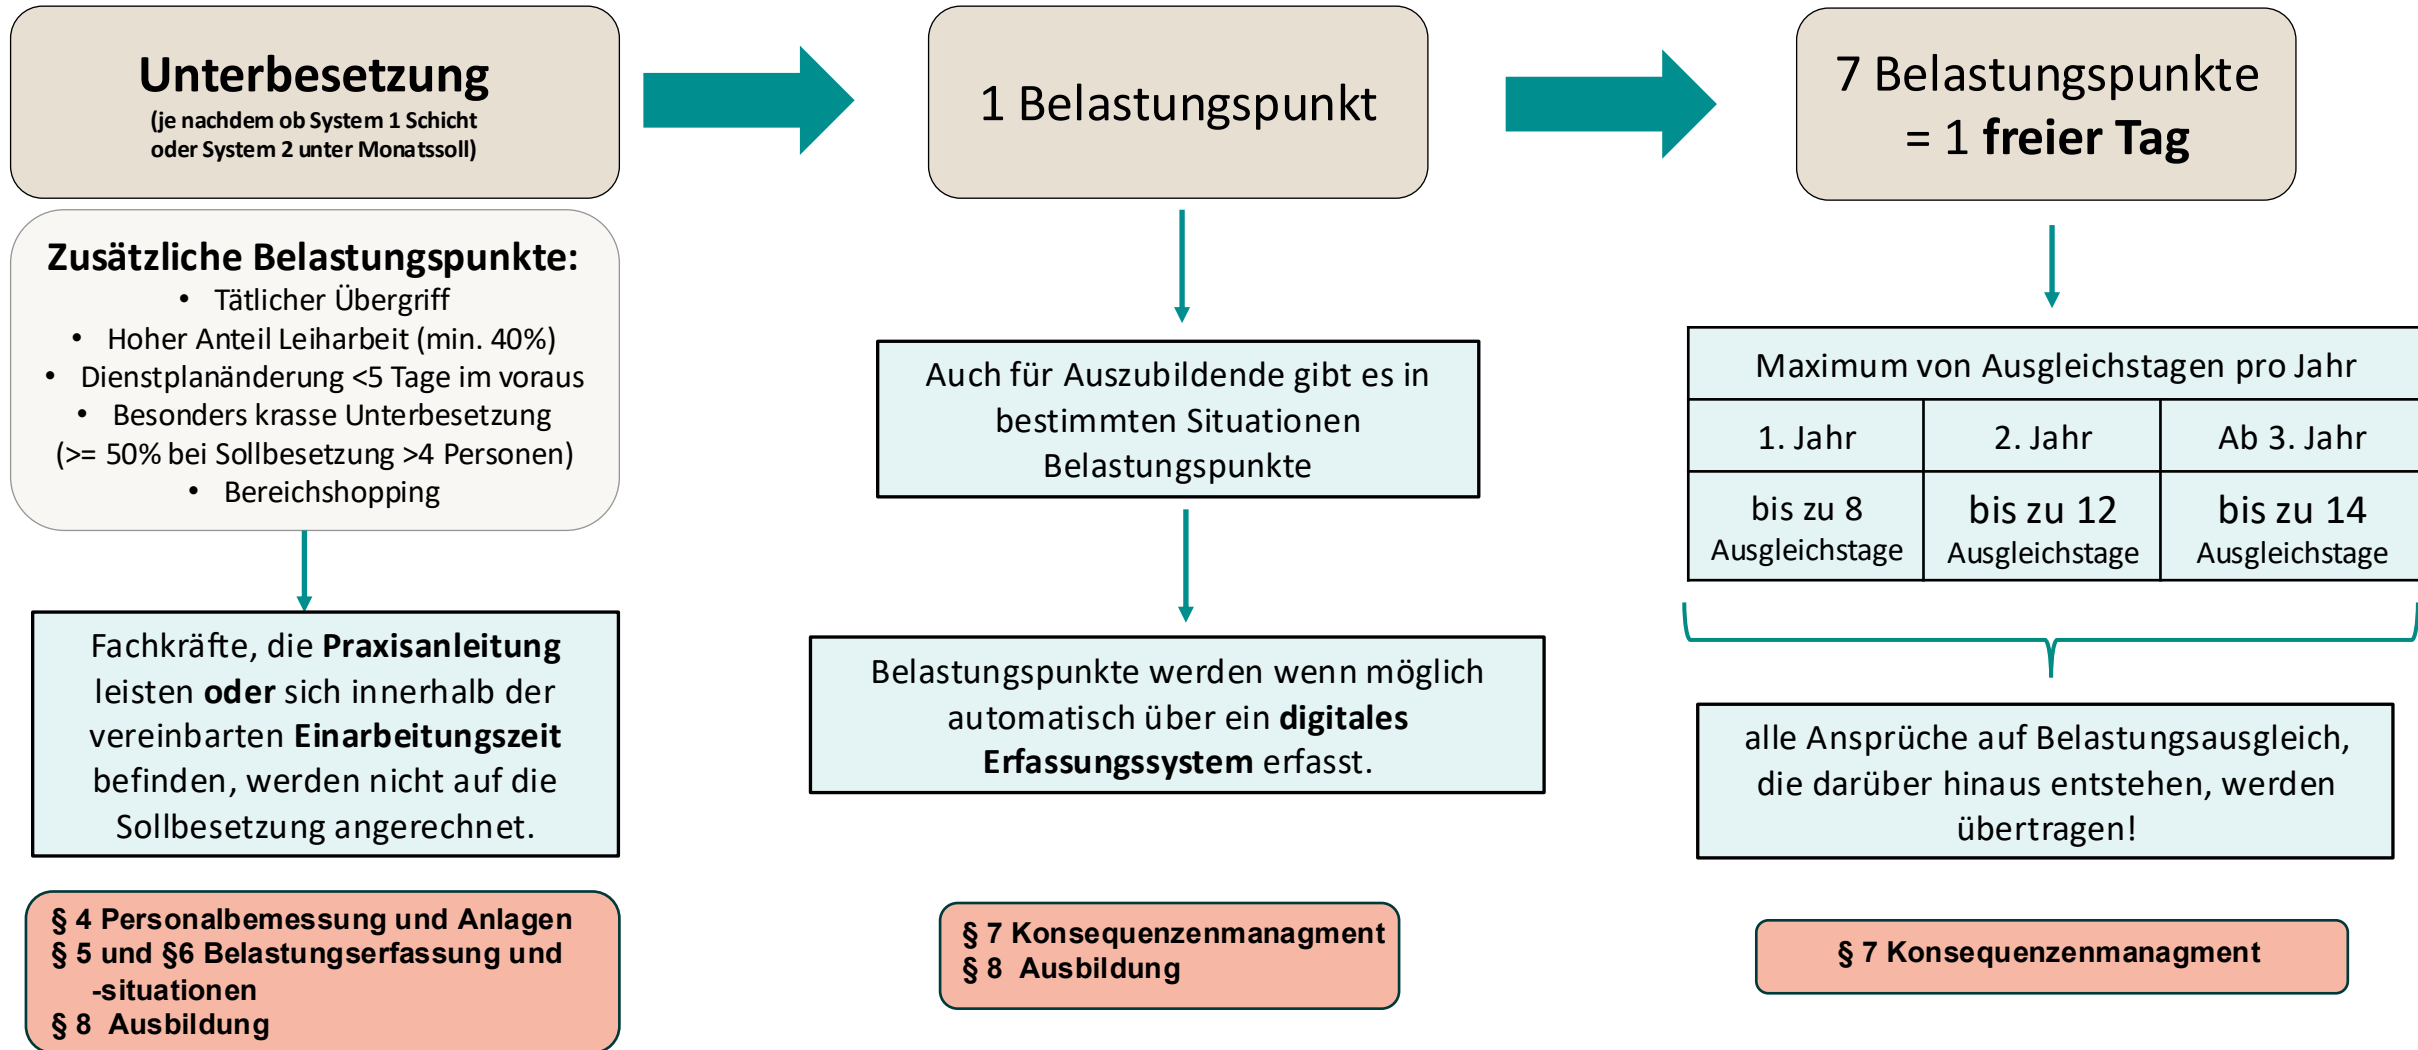 Unterbesetzung
(je nachdem ob System 1 Schicht
oder System 2 unter Monatssoll)
Zusätzliche Belastungspunkte:
• Tätlicher Übergriff
• Hoher Anteil Leiharbeit (min. 40%)
• Dienstplanänderung <5 Tage im voraus
• Besonders krasse Unterbesetzung
(>= 50% bei Sollbesetzung >4 Personen)
• Bereichshopping
Fachkräfte, die Praxisanleitung
leisten oder sich innerhalb der
vereinbarten Einarbeitungszeit
befinden, werden nicht auf die
Sollbesetzung angerechnet.
§ 4 Personalbemessung und Anlagen
§ 5 und §6 Belastungserfassung und
-situationen
§ 8 Ausbildung
1 Belastungspunkt
Auch für Auszubildende gibt es in
bestimmten Situationen
Belastungspunkte
Belastungspunkte werden wenn möglich
automatisch über ein digitales
Erfassungssystem erfasst.
§ 7 Konsequenzenmanagment
§ 8 Ausbildung
7 Belastungspunkte
= 1 freier Tag
Maximum von Ausgleichstagen pro Jahr
1. Jahr 2. Jahr Ab 3. Jahr
bis zu 8 bis zu 12 bis zu 14
Ausgleichstage Ausgleichstage Ausgleichstage
alle Ansprüche auf Belastungsausgleich,
die darüber hinaus entstehen, werden
übertragen!
§ 7 Konsequenzenmanagment